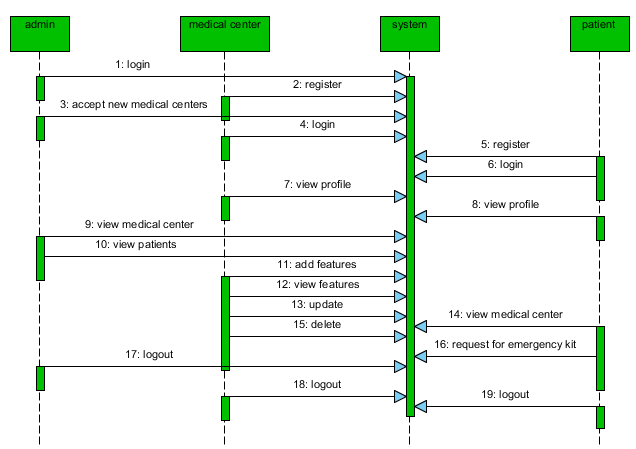 admin
medical center
system
patient
1: login
2: register
3: accept new medical centers
4: login
5: register
6: login
7: view profile
8: view profile
9: view medical center
10: view patients
11: add features
12: view features
13: update
14: view medical center
15: delete
16: request for emergency kit
17: logout
18: logout
19: logout